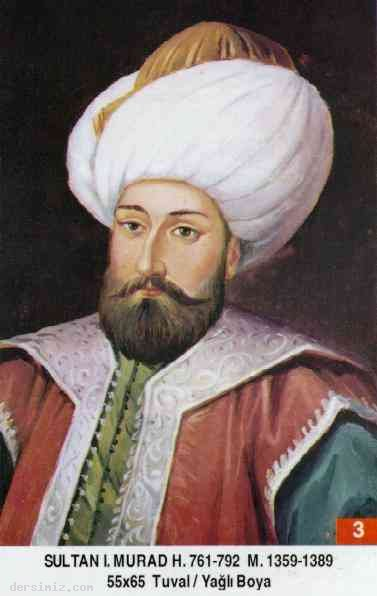 3
SULTAN I. MURAD H. 761-792 M. 1359-1389
55x65 Tuval / Yağlı Boya
dersimiz.com